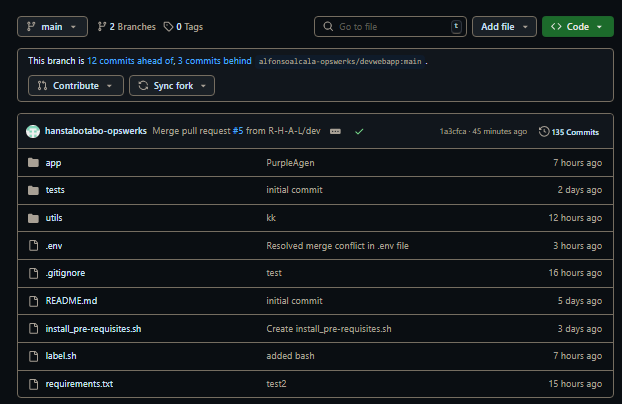 main 2 Branches 0 Tags Go to file t Add file Code
This branch is 12 commits ahead of, 3 commits behind alfonsoalcala-opswerks/devwebapp:main .
Contribute Sync fork
hanstabotabo-opswerks Merge pull request #5 from R-H-A-L/dev 1a3cfca · 45 minutes ago 135 Commits
app PurpleAgen 7 hours ago
tests initial commit 2 days ago
utils kk 12 hours ago
.env Resolved merge conflict in .env file 3 hours ago
.gitignore test 16 hours ago
README.md initial commit 5 days ago
install_pre-requisites.sh Create install_pre-requisites.sh 3 days ago
label.sh added bash 7 hours ago
requirements.txt test2 15 hours ago